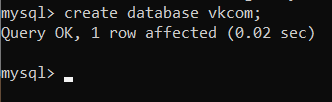 mysql> create database vkcom;
Query OK, 1 row affected (0.02 sec)
mysql> _